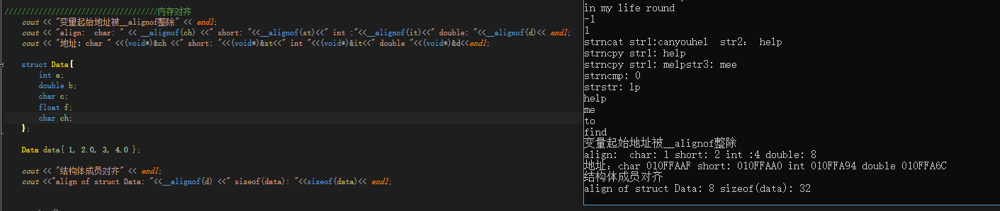 ////////////////////////////////////内存对齐
cout << "变量起始地址被__alignof整除" << endl;
cout << "align:  char: " << __alignof(ch) <<" short: "<<__alignof(st)<<" int :"<<__alignof(it)<<" double: "<<__alignof(d)<< endl;
cout << "地址：char " <<(void*)&ch <<" short: "<<(void*)&st<<" int "<<(void*)&it<<" double "<<(void*)&d<<endl;
struct Data{
int a;
double b;
char c;
float f;
char ch;
};
Data data{ 1, 2.0, 3, 4.0 };
cout << "结构体成员对齐" << endl;
cout <<"align of struct Data: "<<__alignof(d) <<" sizeof(data): "<<sizeof(data)<< endl;
in my life round
-1
1
strncat str1:canyouhel  str2： help
strncpy str1: help
strncpy str1: melpstr3: mee
strncmp: 0
strstr: lp
help
me
to
find
变量起始地址被__alignof整除
align:  char: 1 short: 2 int :4 double: 8
地址：char 010FFAAF short: 010FFAA0 int 010FFA94 double 010FFA6C
结构体成员对齐
align of struct Data: 8 sizeof(data): 32